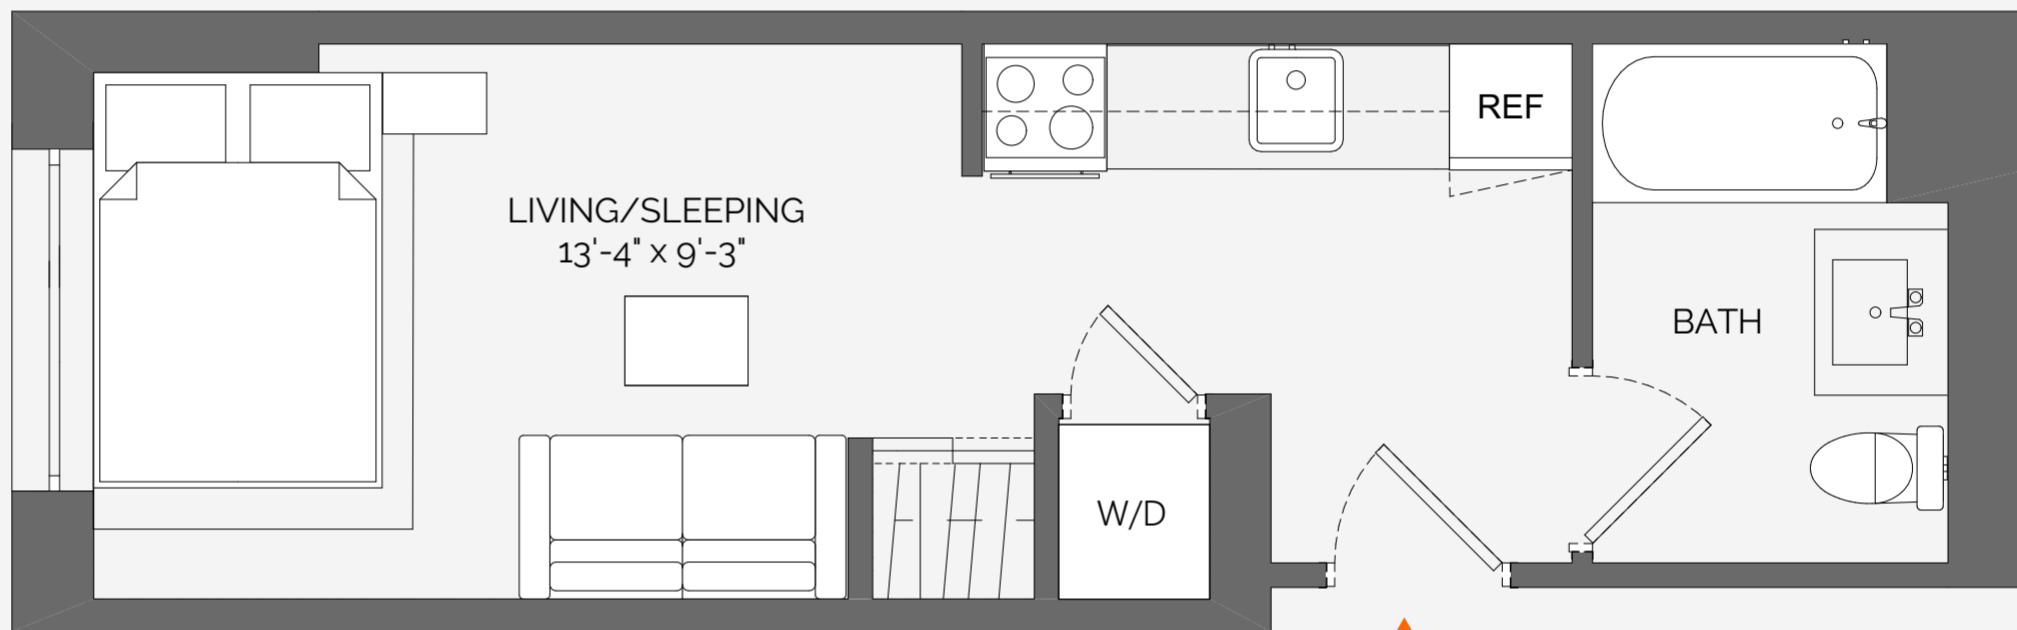 REF
LIVING/SLEEPING
13'-4" x 9'-3"
BATH
W/D